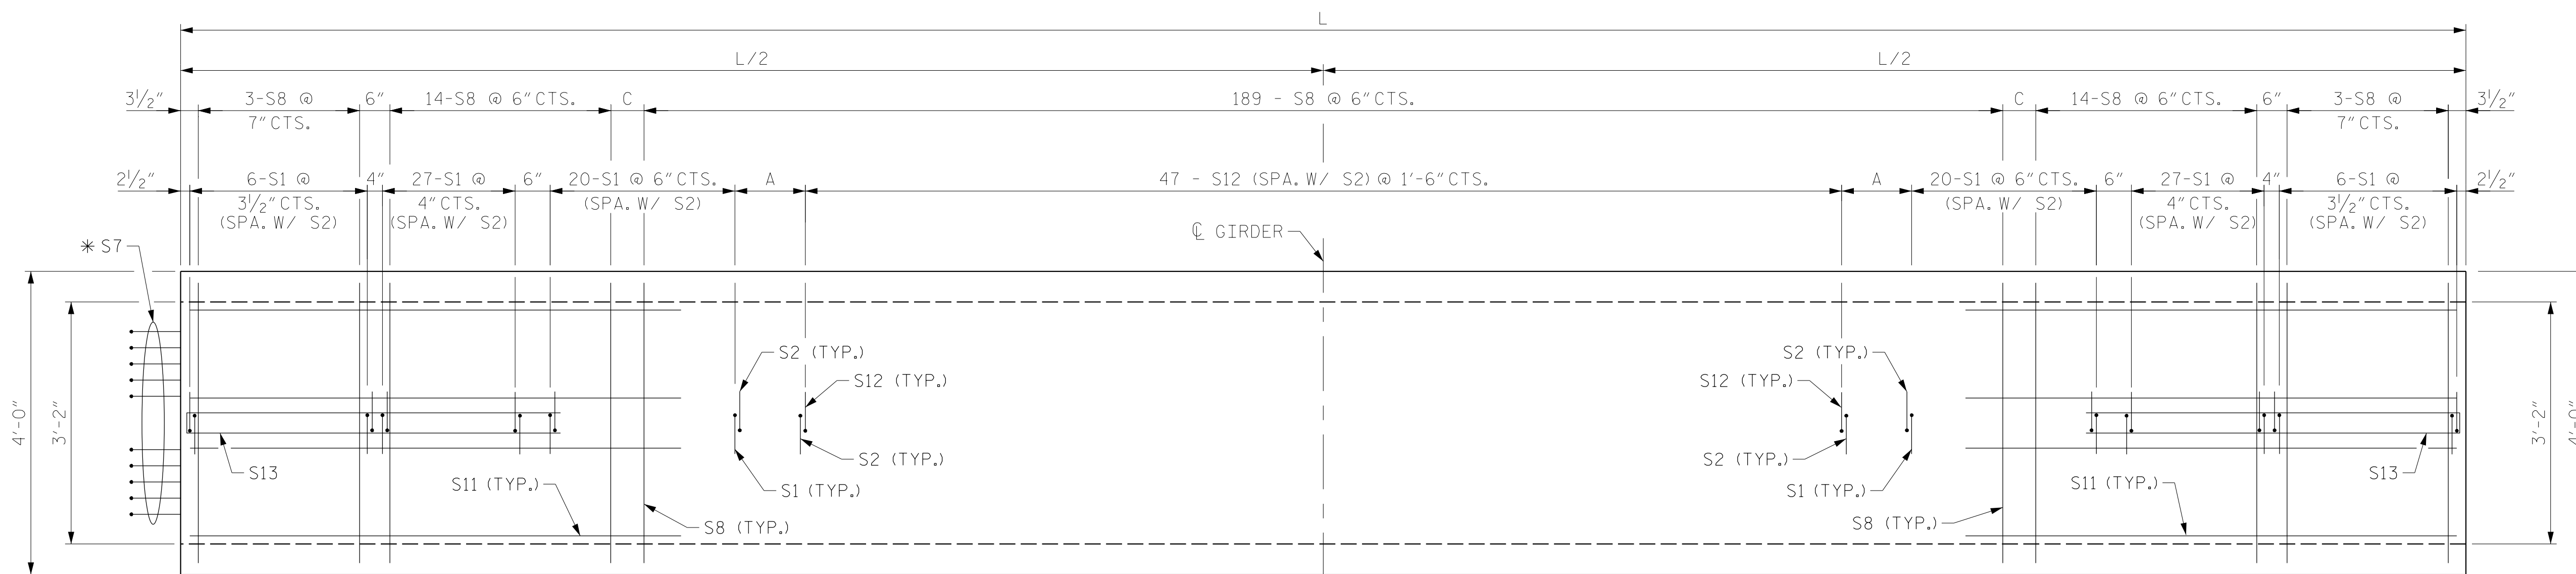 L
L/2 L/2
3½" 3-S8 @ 6" 14-S8 @ 6" CTS. C 189 - S8 @ 6" CTS. C 14-S8 @ 6" CTS. 6" 3-S8 @ 3½"
7" CTS. 7" CTS.
2½" 6-S1 @ 4" 27-S1 @ 6" 20-S1 @ 6" CTS. A 47 - S12 (SPA. W/ S2) @ 1'-6" CTS. A 20-S1 @ 6" CTS. 6" 27-S1 @ 4" 6-S1 @ 2½"
3½" CTS. 4" CTS. (SPA. W/ S2) (SPA. W/ S2) 4" CTS. 3½" CTS.
(SPA. W/ S2) (SPA. W/ S2) (SPA. W/ S2) (SPA. W/ S2)
℄ GIRDER
* S7
S2 (TYP.) S2 (TYP.)
S12 (TYP.) S12 (TYP.)
4'-0" 3'-2" 3'-2" 4'-0"
S2 (TYP.) S2 (TYP.)
S13 S13
S11 (TYP.) S1 (TYP.) S1 (TYP.) S11 (TYP.)
S8 (TYP.) S8 (TYP.)